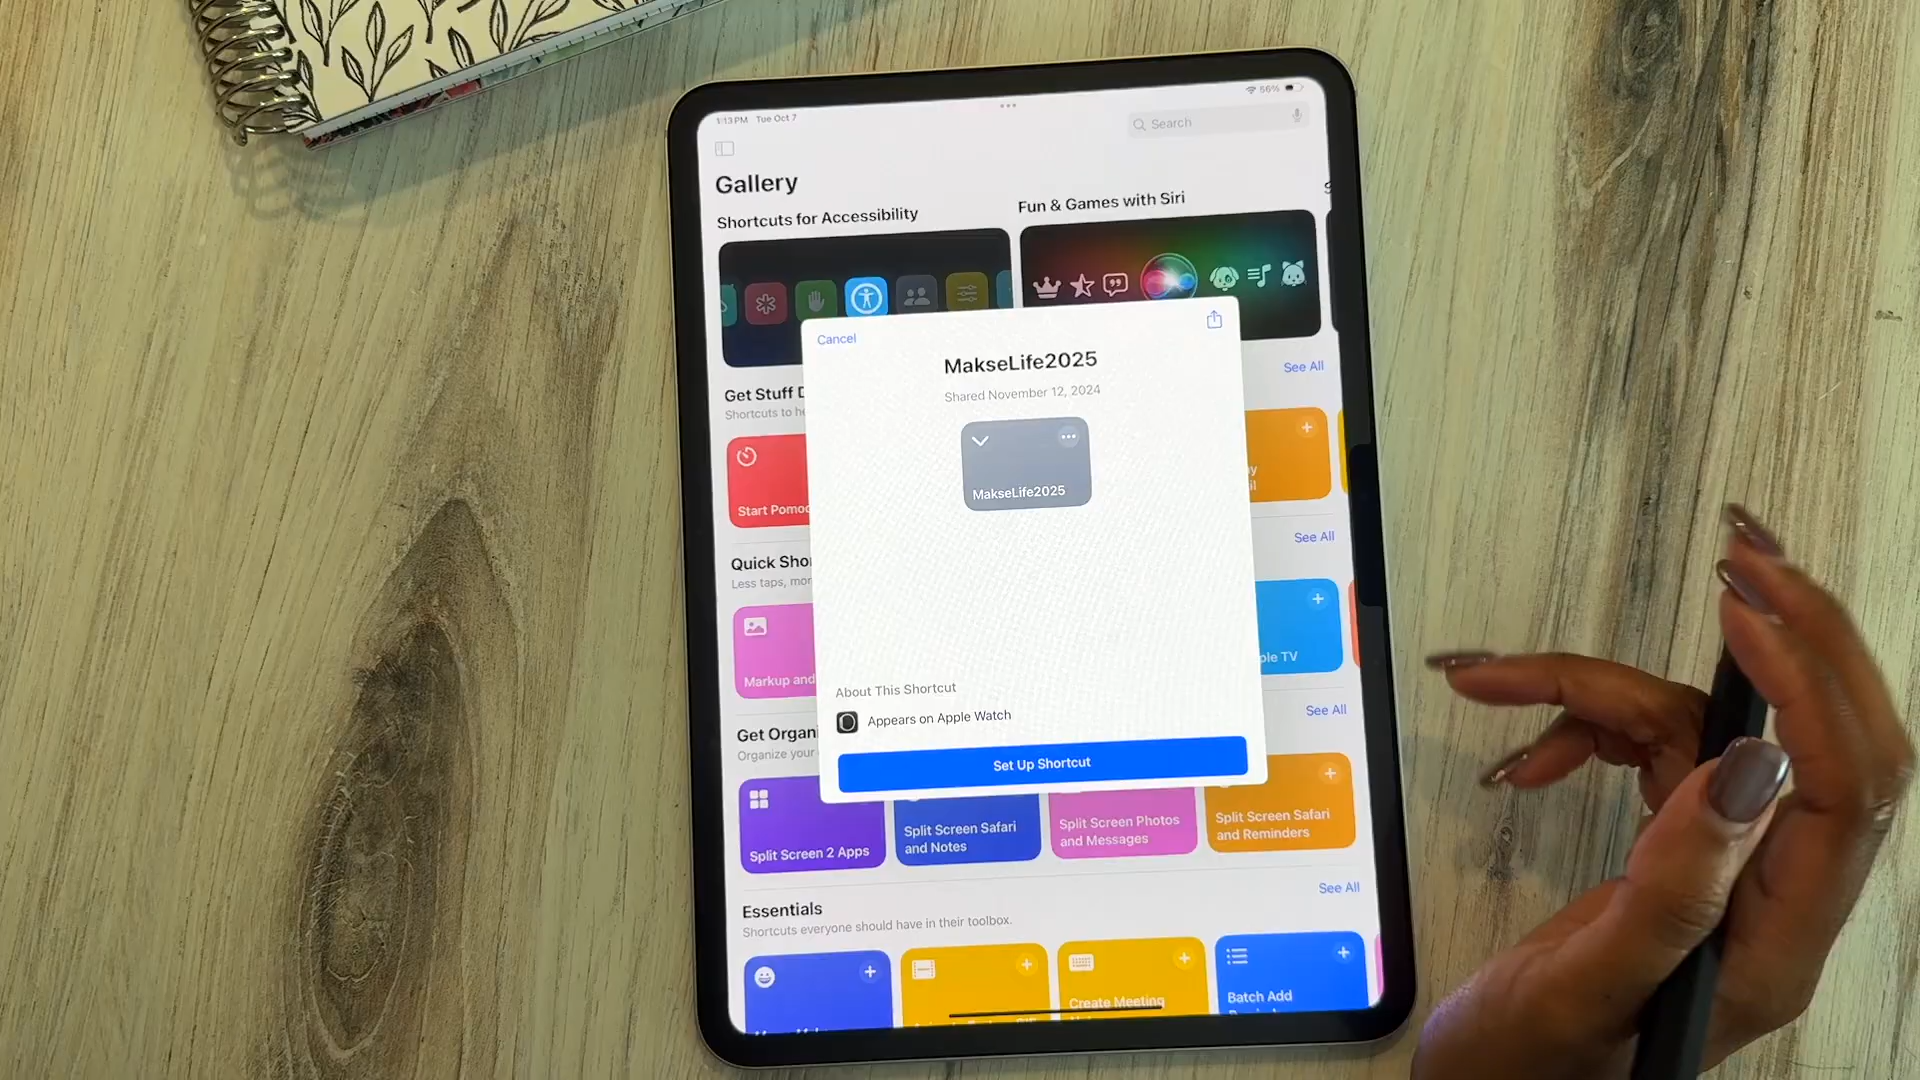 1:13 PM Tue Oct 7
56%
Search
Gallery
Shortcuts for Accessibility
Fun & Games with Siri
Cancel
MakseLife2025
Shared November 12, 2024
MakseLife2025
About This Shortcut
Appears on Apple Watch
Set Up Shortcut
Get Stuff
See All
Shortcuts to
Start
Quick
See All
Less taps,
Markup and
TV
Get
See All
Organize your
Split Screen 2 Apps
Split Screen Safari
and Notes
Split Screen Photos
and Messages
Split Screen Safari
and Reminders
Essentials
See All
Shortcuts everyone should have in their toolbox.
Create Meeting
Batch Add